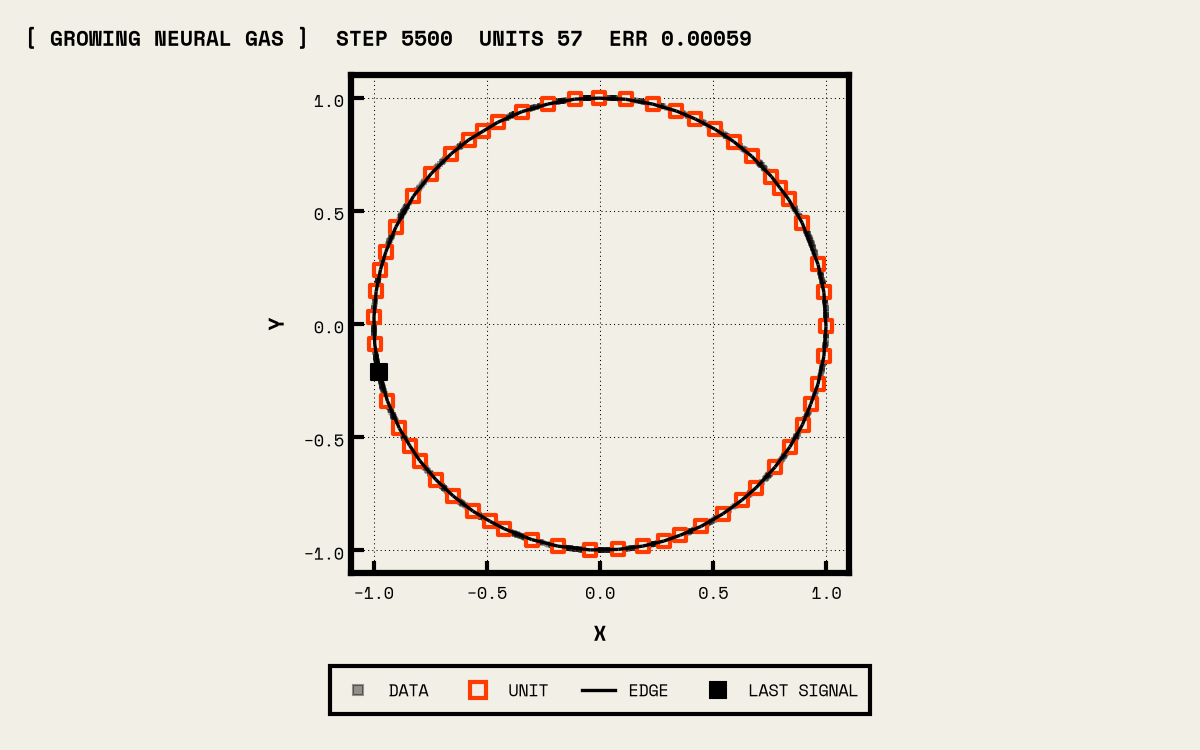 [ GROWING NEURAL GAS ]  STEP 5500  UNITS 57  ERR 0.00059
1.0
0.5
Y
0.0
−0.5
−1.0
−1.0 −0.5 0.0 0.5 1.0
X
DATA UNIT EDGE LAST SIGNAL